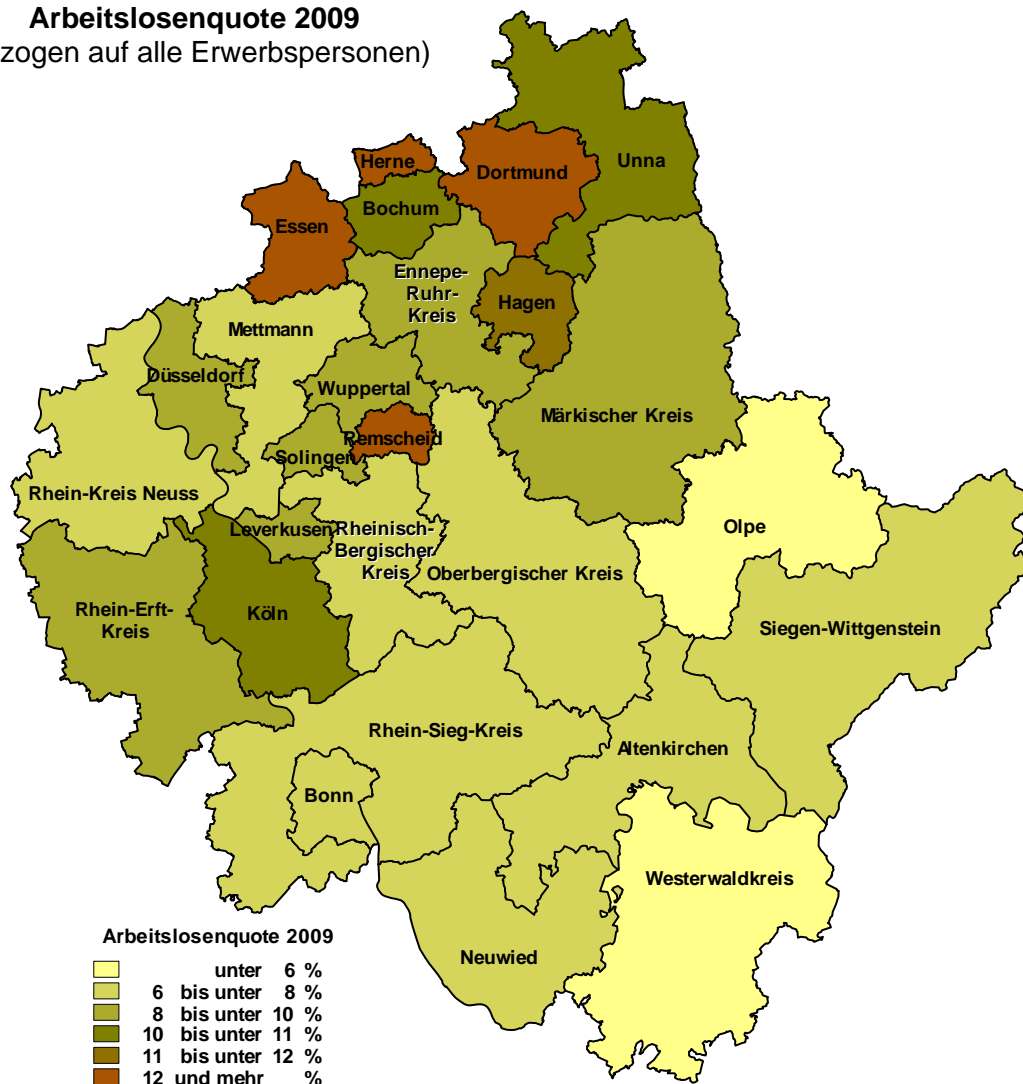 Arbeitslosenquote 2009
zogen auf alle Erwerbspersonen)
Herne
Dortmund
Unna
Bochum
Essen
Ennepe-
Ruhr-
Kreis
Hagen
Mettmann
Düsseldorf
Wuppertal
Märkischer Kreis
Remscheid
Solingen
Rhein-Kreis Neuss
Leverkusen
Rheinisch-
Bergischer
Kreis
Olpe
Oberbergischer Kreis
Rhein-Erft-
Kreis
Köln
Siegen-Wittgenstein
Rhein-Sieg-Kreis
Altenkirchen
Bonn
Westerwaldkreis
Neuwied
Arbeitslosenquote 2009
unter 6 %
6 bis unter 8 %
8 bis unter 10 %
10 bis unter 11 %
11 bis unter 12 %
12 und mehr %